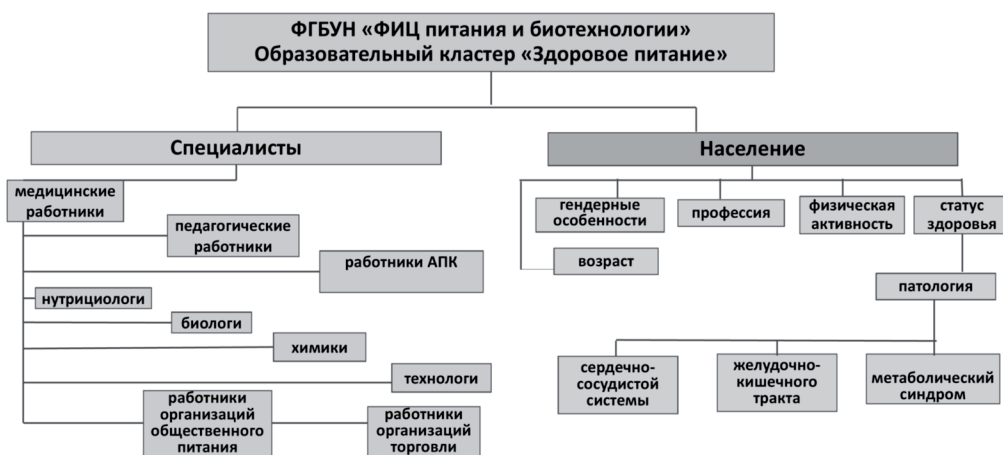 ФГБУН «ФИЦ питания и биотехнологии»
Образовательный кластер «Здоровое питание»
Специалисты
медицинские
работники
педагогические
работники
работники АПК
нутрициологи
биологи
химики
технологи
работники
организаций
общественного
питания
работники
организаций
торговли
Население
гендерные
особенности
профессия
физическая
активность
статус
здоровья
возраст
патология
сердечно-
сосудистой
системы
желудочно-
кишечного
тракта
метаболический
синдром